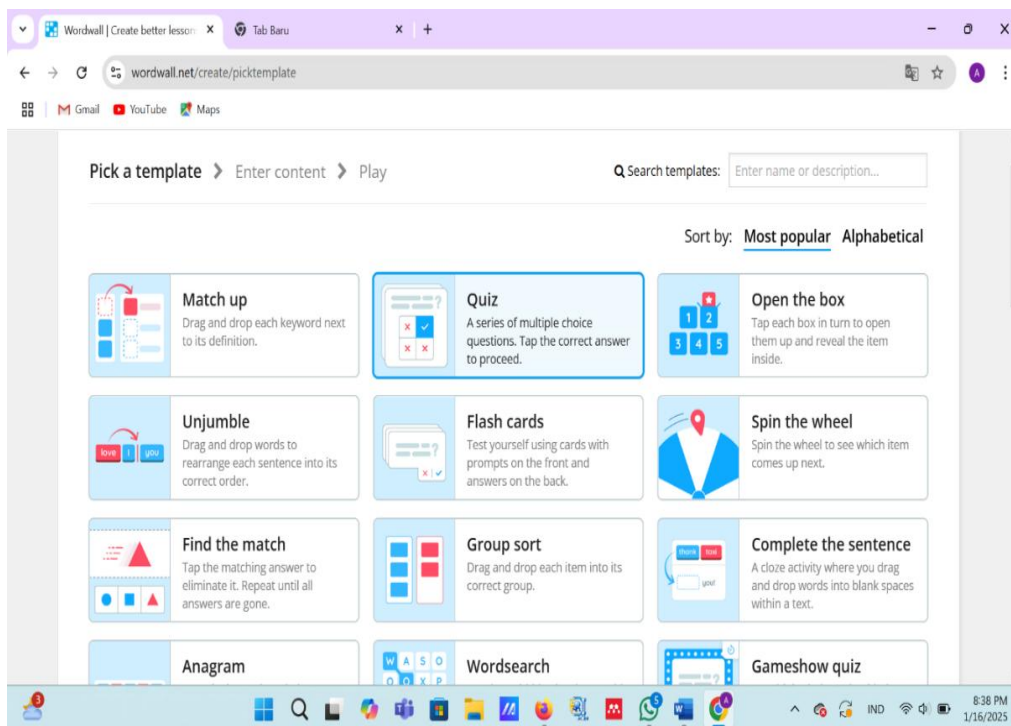 Wordwall | Create better lesson
Tab Baru
wordwall.net/create/picktemplate
A
Gmail
YouTube
Maps
Pick a template
Enter content
Play
Search templates:
Enter name or description...
Sort by:
Most popular
Alphabetical
Match up
Drag and drop each keyword next
to its definition.
?
Quiz
A series of multiple choice
questions. Tap the correct answer
to proceed.
1 2
3 4 5
Open the box
Tap each box in turn to open
them up and reveal the item
inside.
love I you
Unjumble
Drag and drop words to
rearrange each sentence into its
correct order.
?
Flash cards
Test yourself using cards with
prompts on the front and
answers on the back.
Spin the wheel
Spin the wheel to see which item
comes up next.
Find the match
Tap the matching answer to
eliminate it. Repeat until all
answers are gone.
Group sort
Drag and drop each item into its
correct group.
you!
Complete the sentence
A cloze activity where you drag
and drop words into blank spaces
within a text.
Anagram
W A S O
Wordsearch
?
Gameshow quiz
3
5
A
IND
8:38 PM
1/16/2025